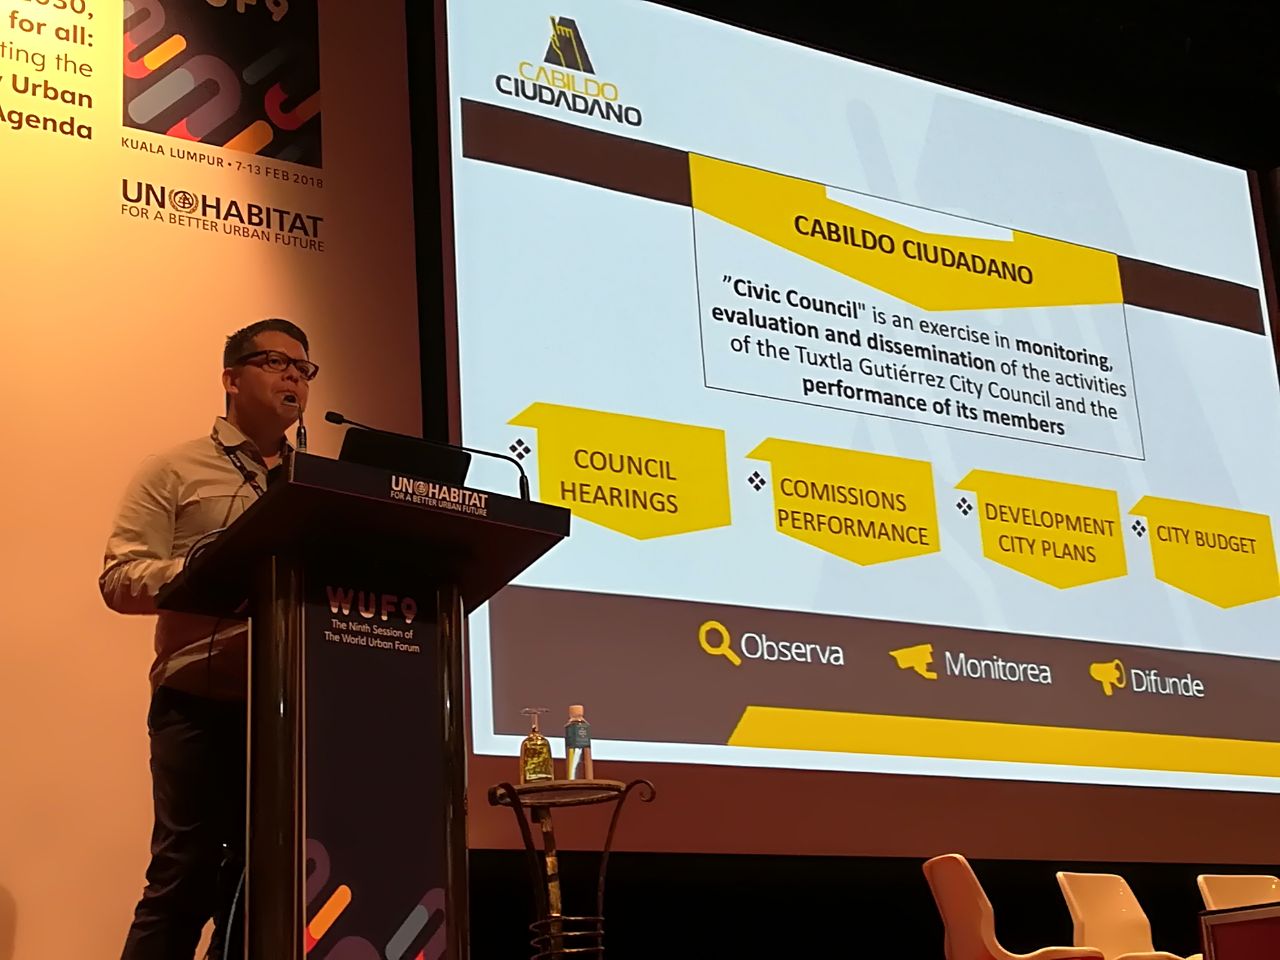 for all:
ting the
Urban
Agenda
WUF9
KUALA LUMPUR • 7-13 FEB 2018
UN HABITAT
FOR A BETTER URBAN FUTURE
CABILDO
CIUDADANO
CABILDO CIUDADANO
”Civic Council" is an exercise in monitoring,
evaluation and dissemination of the activities
of the Tuxtla Gutiérrez City Council and the
performance of its members
COUNCIL
HEARINGS
COMISSIONS
PERFORMANCE
DEVELOPMENT
CITY PLANS
CITY BUDGET
Observa
Monitorea
Difunde
UN HABITAT
FOR A BETTER URBAN FUTURE
WUF9
The Ninth Session of
The World Urban Forum